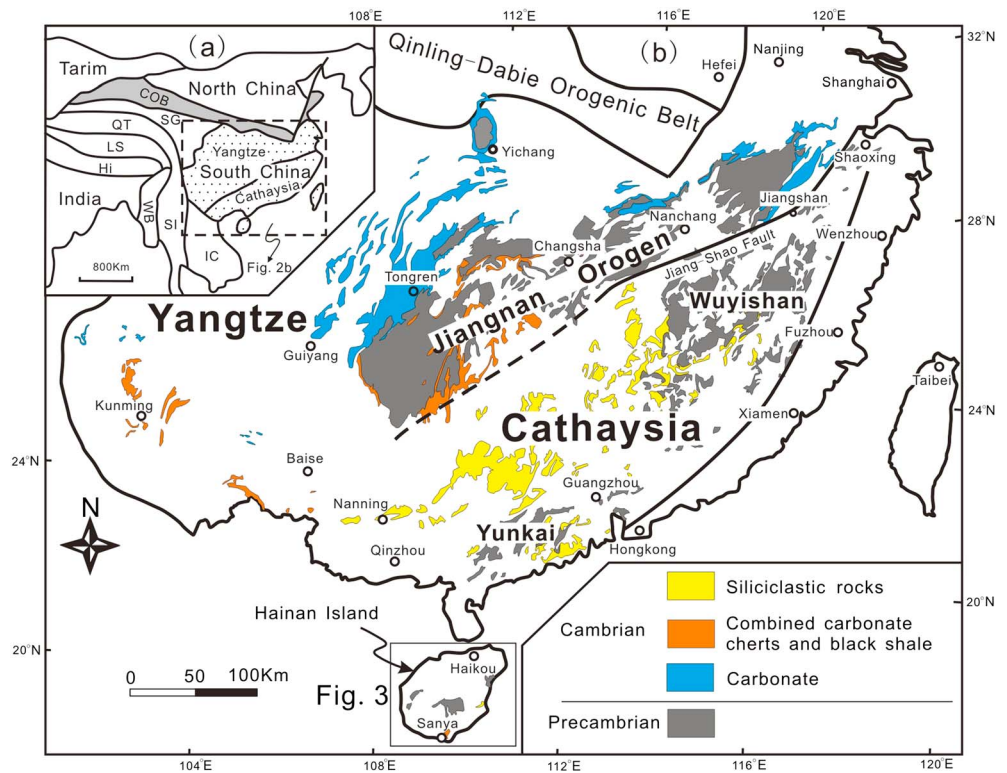 108°E
112°E
116°E
120°E
(a)
Tarim
North China
COB
SG
QT
LS
Hi
Yangtze
South China
Cathaysia
India
WB
SI
IC
800Km
Fig. 2b
(b)
32°N
Qinling–Dabie Orogenic Belt
Nanjing
Hefei
Shanghai
Yichang
Shaoxing
Jiangshan
Nanchang
28°N
Changsha
Wenzhou
Orogen
Jiang-Shao Fault
Tongren
Wuyishan
Yangtze
Jiangnan
Fuzhou
Guiyang
Taibei
Kunming
Xiamen
24°N
Cathaysia
24°N
Baise
Guangzhou
Nanning
N
Yunkai
Hongkong
Qinzhou
Siliciclastic rocks
20°N
Hainan Island
Cambrian
Combined carbonate
cherts and black shale
20°N
Haikou
Carbonate
0
50
100Km
Fig. 3
Sanya
Precambrian
104°E
108°E
112°E
116°E
120°E